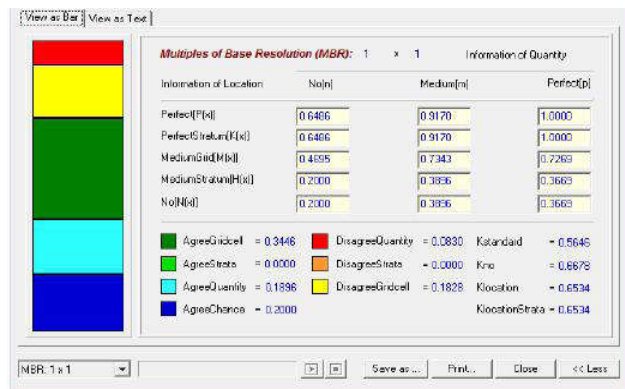 View as Bar View as Text
Multiples of Base Resolution (MBR): 1 x 1 Information of Quantity
Information of Location No[n] Medium[m] Perfect[p]
Perfect[P(x)] 0.6486 0.9170 1.0000
PerfectStratum[K(x)] 0.6486 0.9170 1.0000
MediumGrid[M(x)] 0.4695 0.7343 0.7269
MediumStratum[H(x)] 0.2000 0.3896 0.3669
No[N(x)] 0.2000 0.3896 0.3669
AgreeGridcell = 0.3446 DisagreeQuantity = 0.0830 Kstandard = 0.5646
AgreeStrata = 0.0000 DisagreeStrata = 0.0000 Kno = 0.6678
AgreeQuantity = 0.1896 DisagreeGridcell = 0.1828 Klocation = 0.6534
AgreeChance = 0.2000 KlocationStrata = 0.6534
MBR: 1 x 1 Save as ... Print... Close << Less